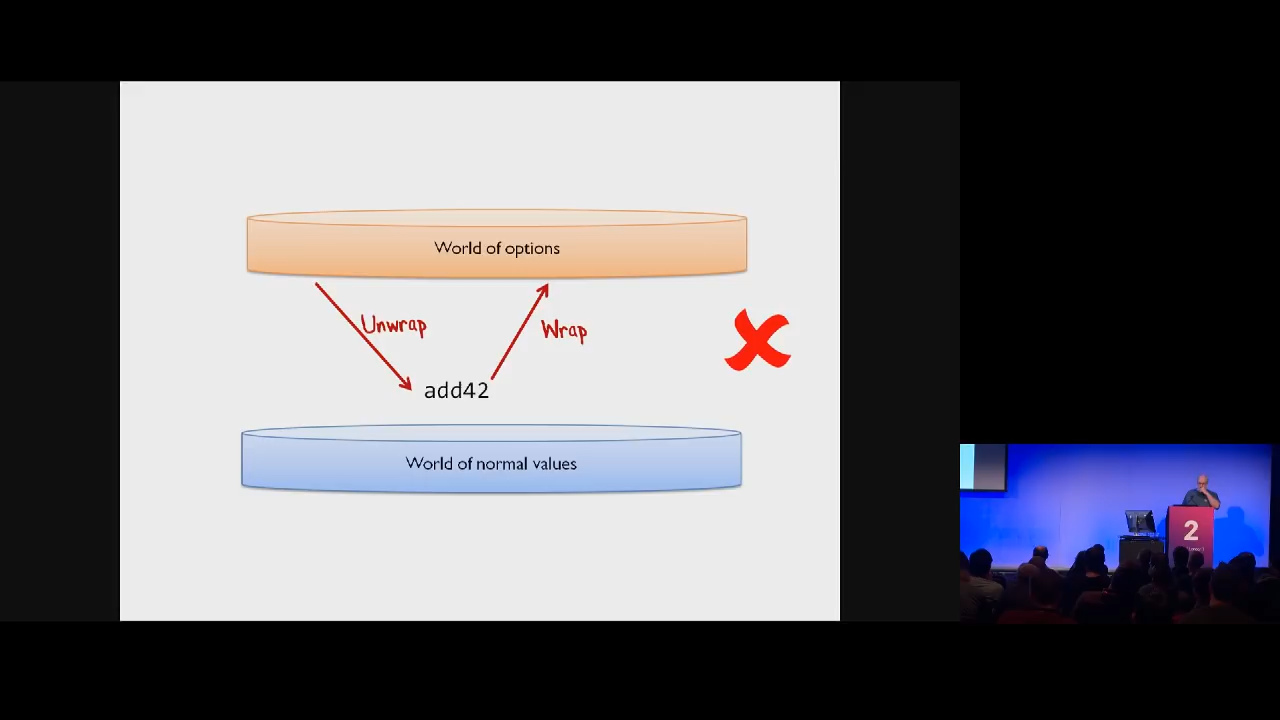 World of options
Unwrap
Wrap
add42
World of normal values
2